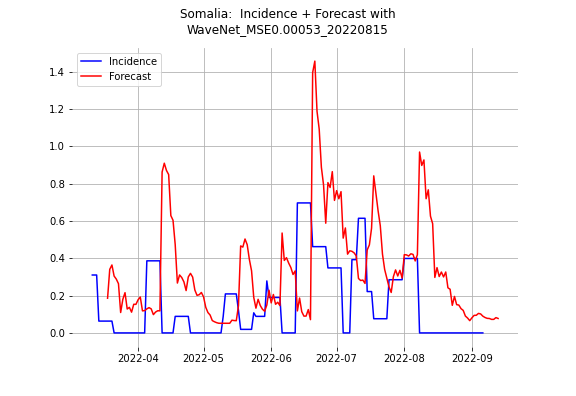 Somalia: Incidence + Forecast with
WaveNet_MSE0.00053_20220815
Incidence
Forecast
1.4
1.2
1.0
0.8
0.6
0.4
0.2
0.0
2022-04 2022-05 2022-06 2022-07 2022-08 2022-09